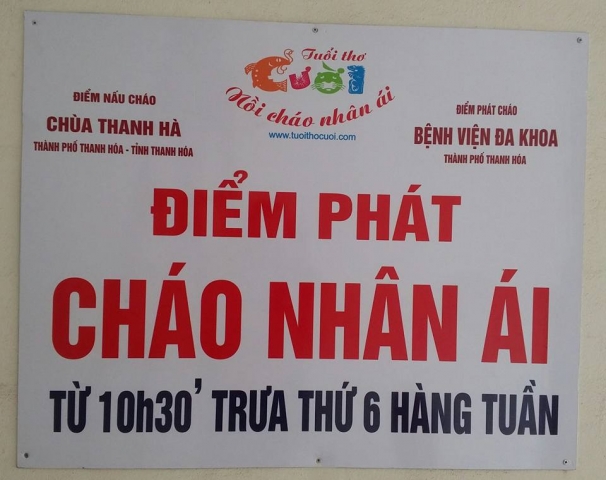 Tuổi thơ
Cười
Nồi cháo nhân ái
www.tuoithocuoi.com
ĐIỂM NẤU CHÁO
CHÙA THANH HÀ
THÀNH PHỐ THANH HÓA - TỈNH THANH HÓA
ĐIỂM PHÁT CHÁO
BỆNH VIỆN ĐA KHOA
THÀNH PHỐ THANH HÓA
ĐIỂM PHÁT
CHÁO NHÂN ÁI
TỪ 10h30' TRƯA THỨ 6 HÀNG TUẦN